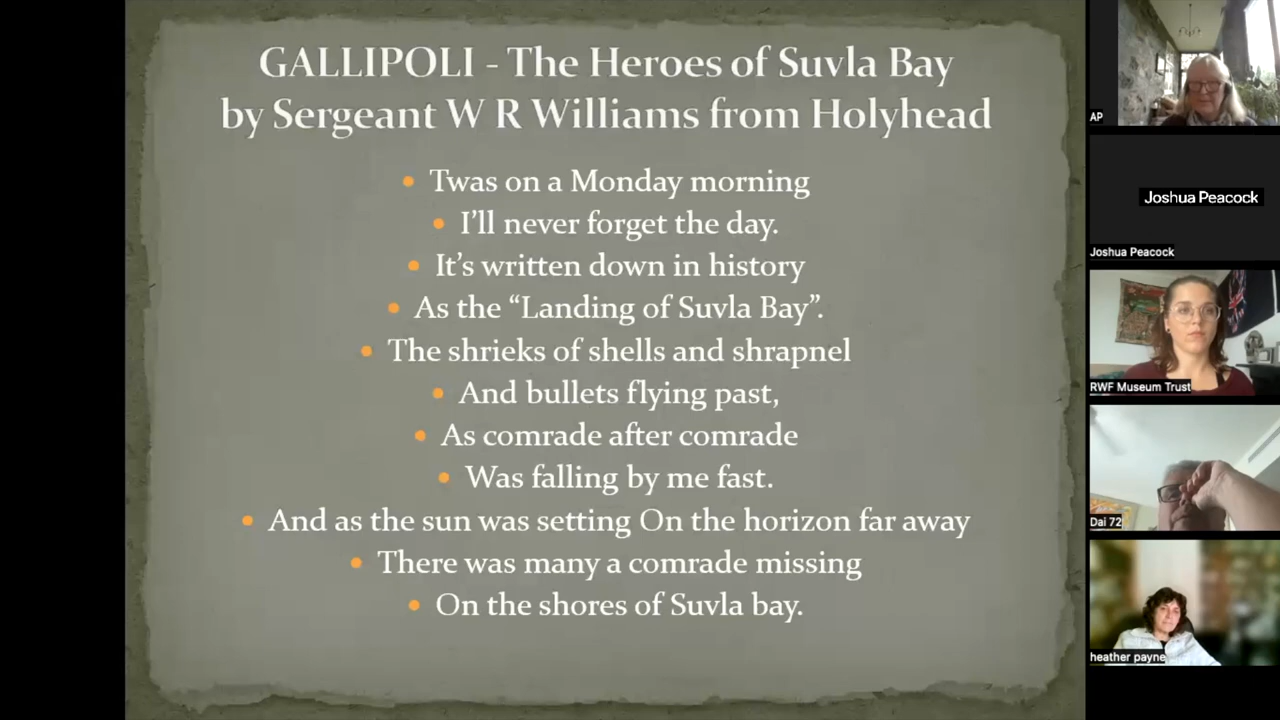 GALLIPOLI - The Heroes of Suvla Bay
by Sergeant W R Williams from Holyhead
• Twas on a Monday morning
• I'll never forget the day.
• It's written down in history
• As the “Landing of Suvla Bay”.
• The shrieks of shells and shrapnel
• And bullets flying past,
• As comrade after comrade
• Was falling by me fast.
• And as the sun was setting On the horizon far away
• There was many a comrade missing
• On the shores of Suvla bay.
AP
Joshua Peacock
Joshua Peacock
RWF Museum Trust
Dai 72
heather payne